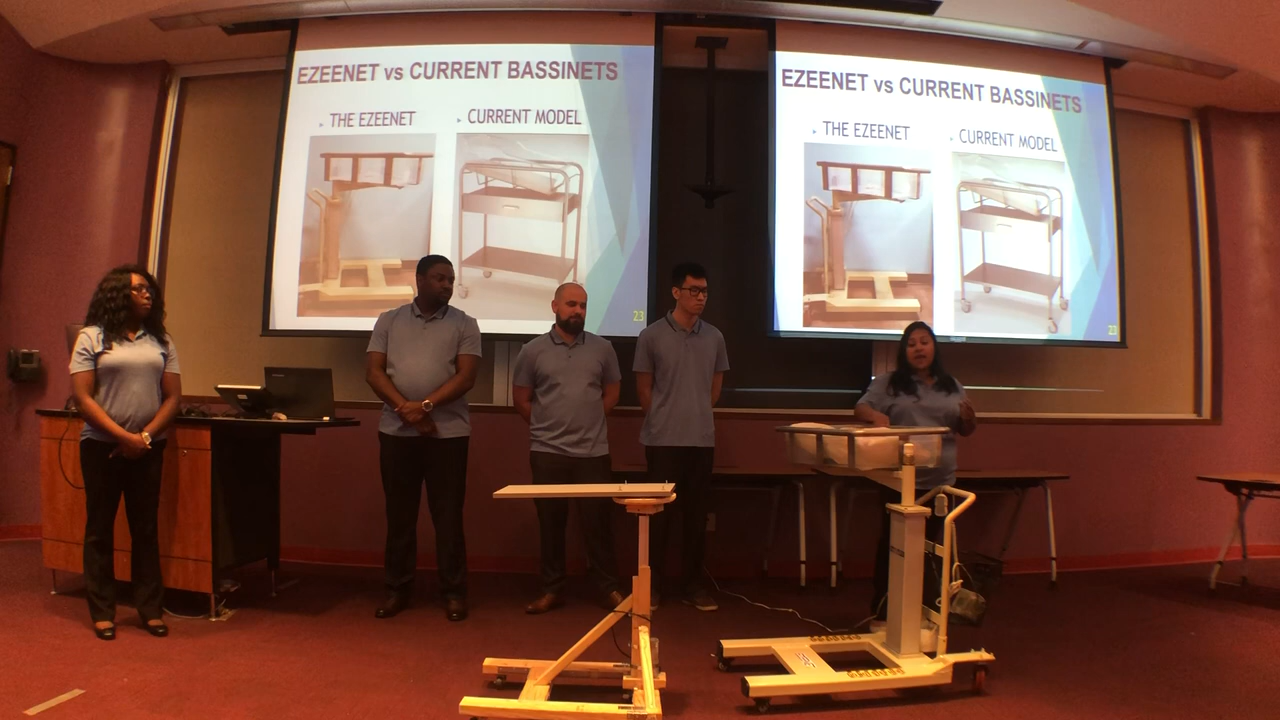 EZEENET vs CURRENT BASSINETS
THE EZEENET
CURRENT MODEL
23
EZEENET vs CURRENT BASSINETS
THE EZEENET
CURRENT MODEL
23